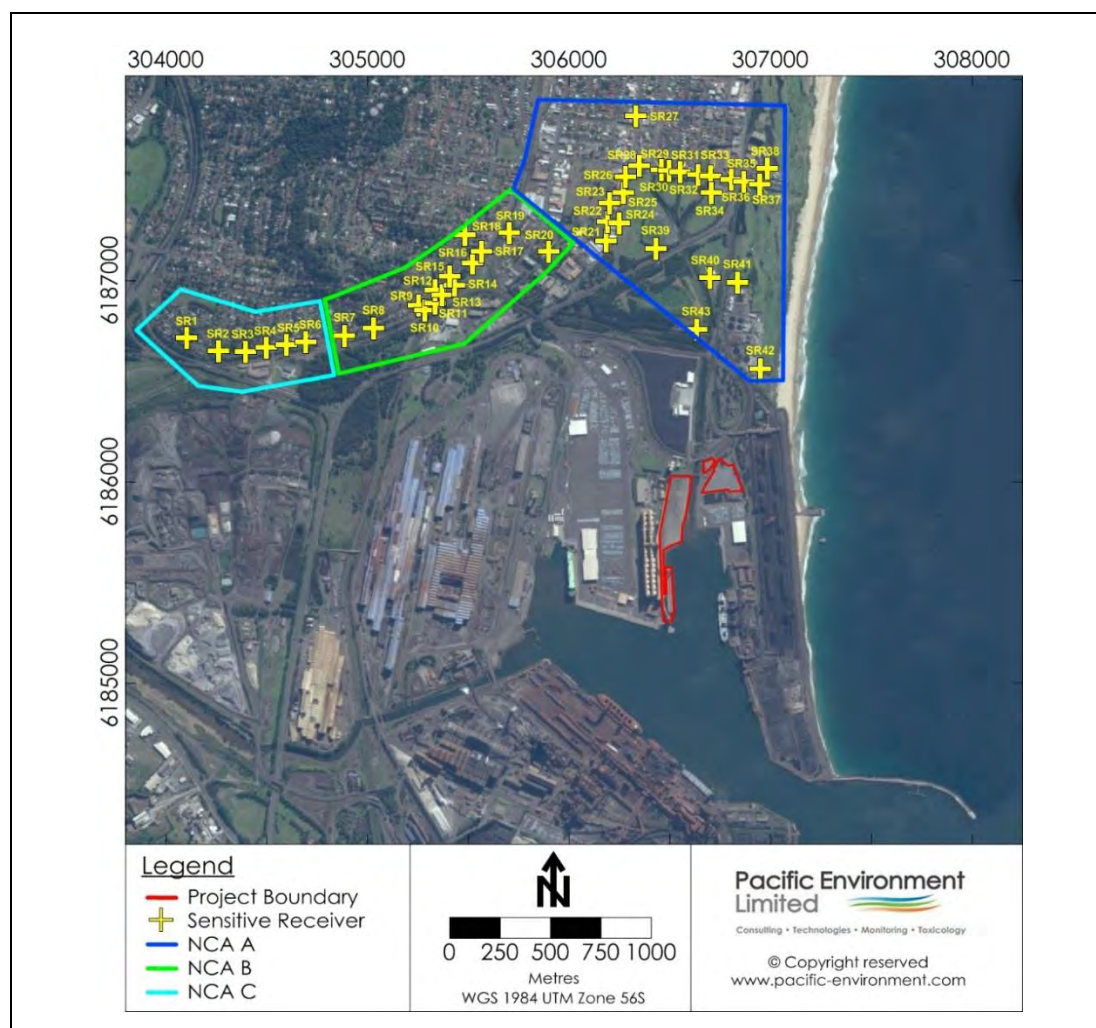 304000 305000 306000 307000 308000
6187000
6186000
6185000
SR27
SR38
SR28 SR29 SR31 SR33 SR35
SR26
SR30 SR32 SR36 SR37
SR23 SR25 SR34
SR22 SR24
SR19
SR18
SR21
SR39
SR20
SR16 SR17
SR15
SR40 SR41
SR12
SR14
SR9 SR13
SR43
SR7 SR8
SR10 SR11
SR1
SR2 SR3 SR4 SR5 SR6
SR42
Legend
Project Boundary
Sensitive Receiver
NCA A
NCA B
NCA C
N
0 250 500 750 1000
Metres
WGS 1984 UTM Zone 56S
Pacific Environment
Limited
Consulting • Technologies • Monitoring • Toxicology
© Copyright reserved
www.pacific-environment.com